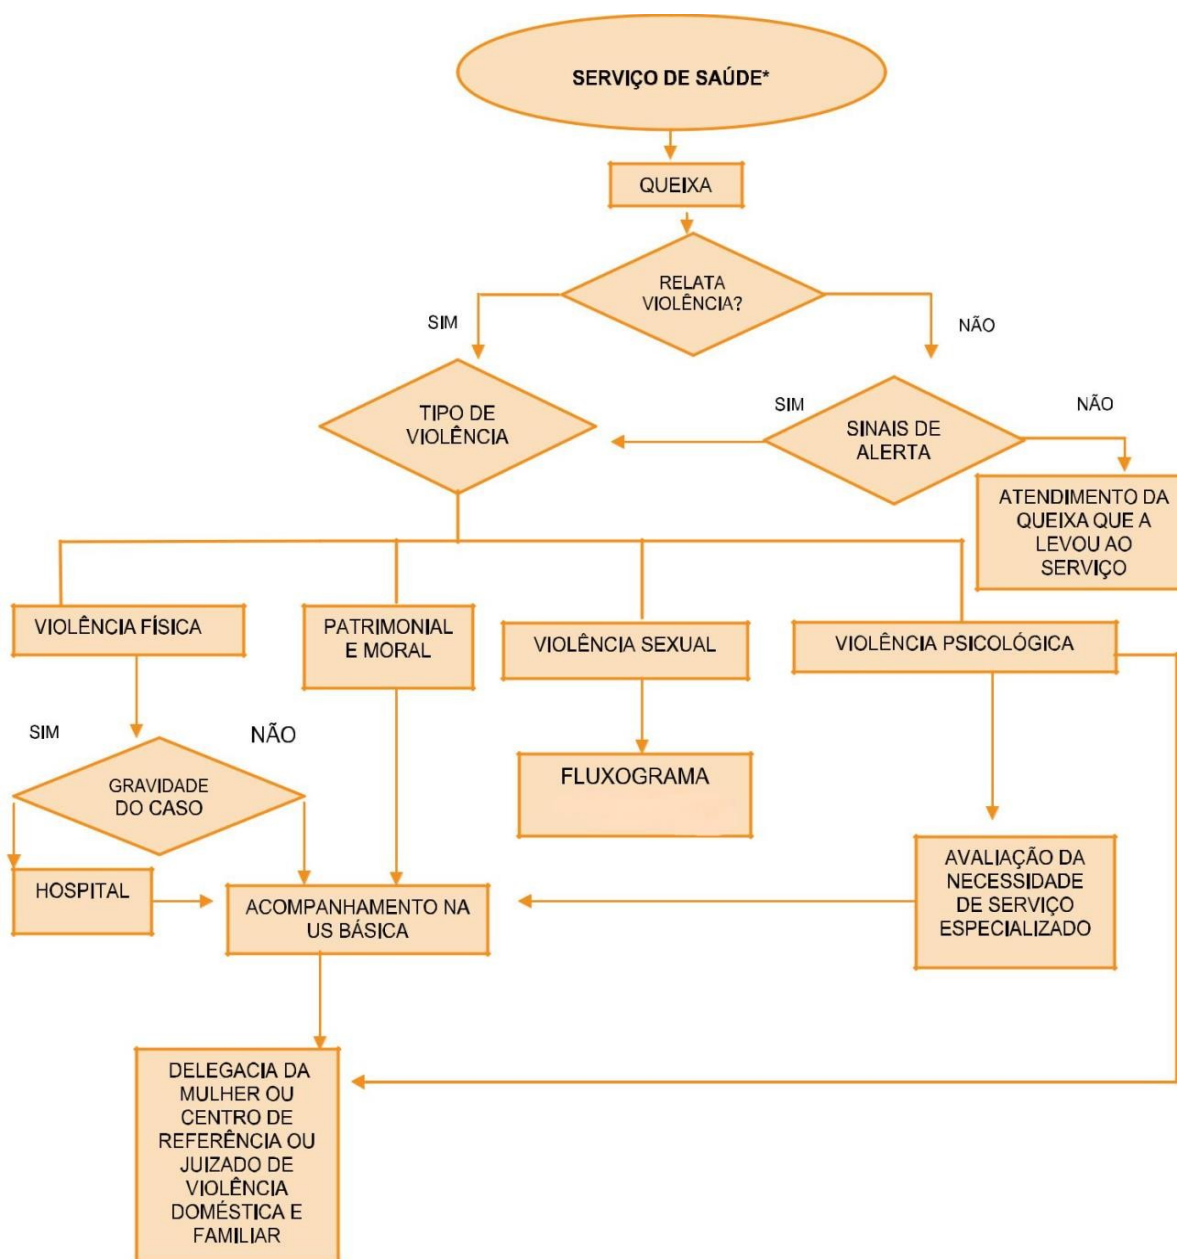 SERVIÇO DE SAÚDE*
QUEIXA
RELATA
VIOLÊNCIA?
SIM
NÃO
TIPO DE
VIOLÊNCIA
SIM
SINAIS DE
ALERTA
NÃO
ATENDIMENTO DA
QUEIXA QUE A
LEVOU AO
SERVIÇO
VIOLÊNCIA FÍSICA
PATRIMONIAL
E MORAL
VIOLÊNCIA SEXUAL
VIOLÊNCIA PSICOLÓGICA
SIM
NÃO
GRAVIDADE
DO CASO
FLUXOGRAMA
HOSPITAL
ACOMPANHAMENTO NA
US BÁSICA
AVALIAÇÃO DA
NECESSIDADE
DE SERVIÇO
ESPECIALIZADO
DELEGACIA DA
MULHER OU
CENTRO DE
REFERÊNCIA OU
JUIZADO DE
VIOLÊNCIA
DOMÉSTICA E
FAMILIAR